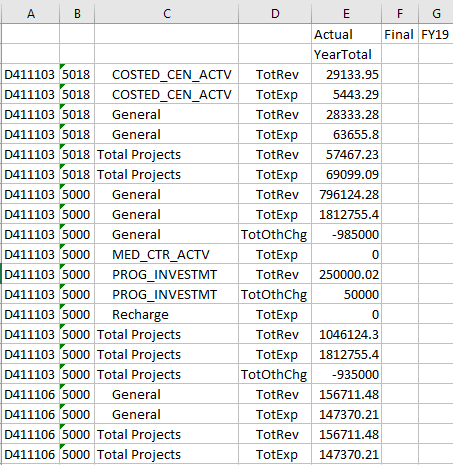 A B C D E F G
Actual Final FY19
YearTotal
D411103 5018 COSTED_CEN_ACTV TotRev 29133.95
D411103 5018 COSTED_CEN_ACTV TotExp 5443.29
D411103 5018 General TotRev 28333.28
D411103 5018 General TotExp 63655.8
D411103 5018 Total Projects TotRev 57467.23
D411103 5018 Total Projects TotExp 69099.09
D411103 5000 General TotRev 796124.28
D411103 5000 General TotExp 1812755.4
D411103 5000 General TotOthChg -985000
D411103 5000 MED_CTR_ACTV TotExp 0
D411103 5000 PROG_INVESTMT TotRev 250000.02
D411103 5000 PROG_INVESTMT TotOthChg 50000
D411103 5000 Recharge TotExp 0
D411103 5000 Total Projects TotRev 1046124.3
D411103 5000 Total Projects TotExp 1812755.4
D411103 5000 Total Projects TotOthChg -935000
D411106 5000 General TotRev 156711.48
D411106 5000 General TotExp 147370.21
D411106 5000 Total Projects TotRev 156711.48
D411106 5000 Total Projects TotExp 147370.21